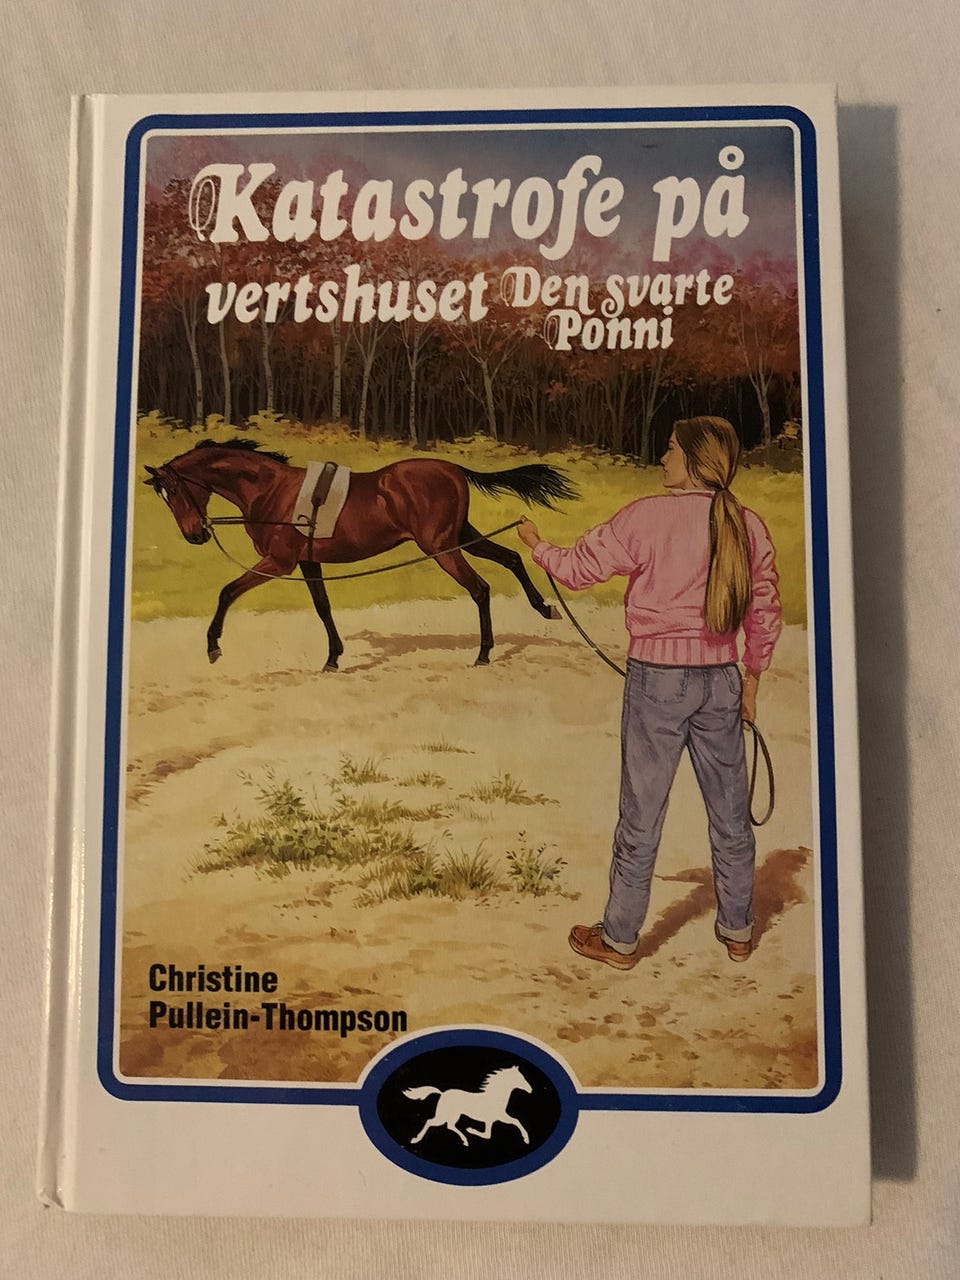 Katastrofe på
vertshuset Den svarte
Ponni
Christine
Pullein-Thompson